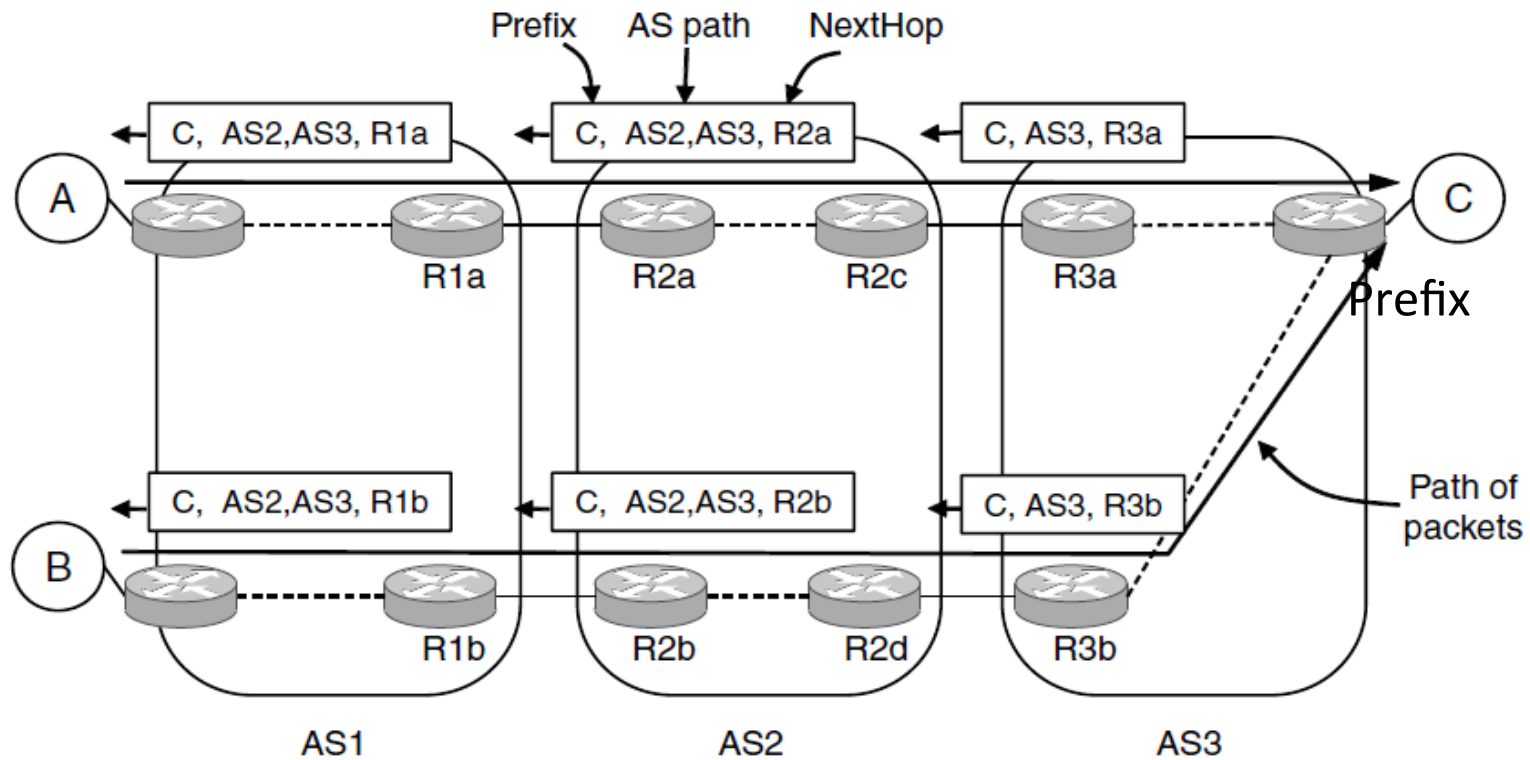 Prefix AS path NextHop
C, AS2,AS3, R1a
C, AS2,AS3, R2a
C, AS3, R3a
A
C
R1a
R2a
R2c
R3a
Prefix
C, AS2,AS3, R1b
C, AS2,AS3, R2b
C, AS3, R3b
Path of
packets
B
R1b
R2b
R2d
R3b
AS1
AS2
AS3